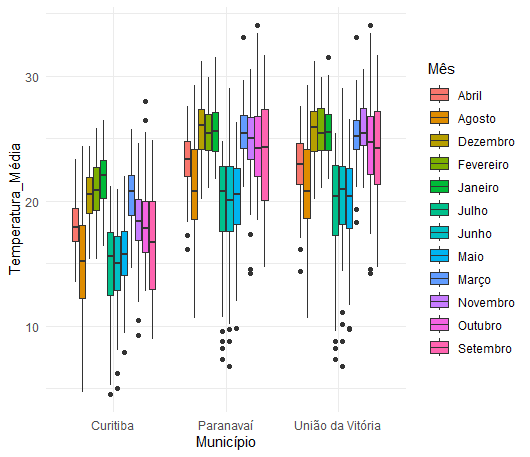 30
20
10
Temperatura_Média
Curitiba
Paranavaí
União da Vitória
Município
Mês
Abril
Agosto
Dezembro
Fevereiro
Janeiro
Julho
Junho
Maio
Março
Novembro
Outubro
Setembro